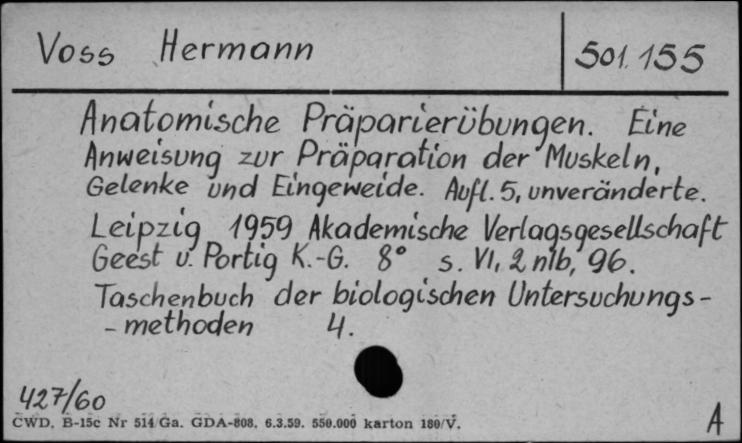 Voss Hermann
501.155
Anatomische Präparierübungen. Eine
Anweisung zur Präparation der Muskeln,
Gelenke und Eingeweide. Aufl. 5, unveränderte.
Leipzig 1959 Akademische Verlagsgesellschaft
Geest u. Portig K.-G. 8° s. VI, 2 nlb, 96.
Taschenbuch der biologischen Untersuchungs-
-methoden 4.
427/60
CWD, B-15c Nr 514/Ga. GDA-808. 6.3.59. 550.000 karton 180/V.
A